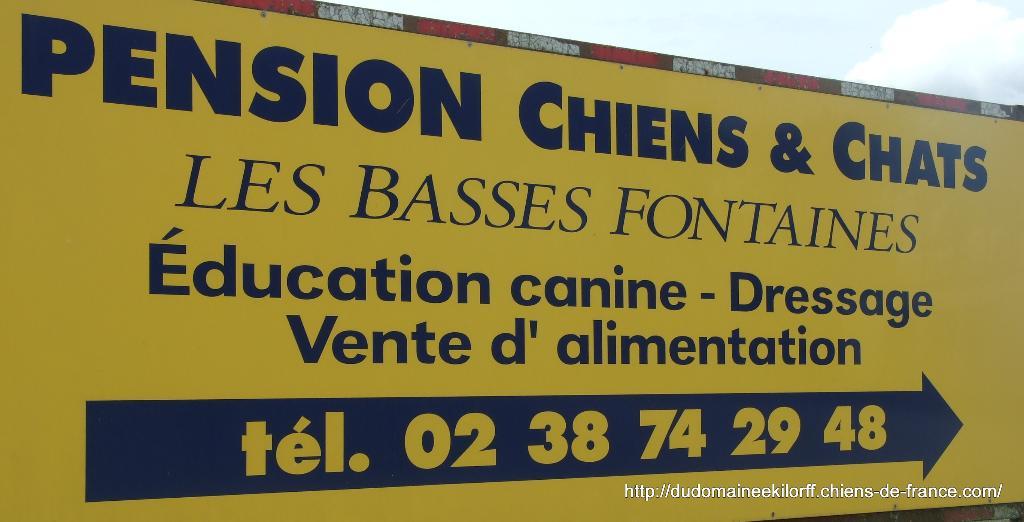 PENSION CHIENS & CHATS
LES BASSES FONTAINES
Éducation canine - Dressage
Vente d' alimentation
tél. 02 38 74 29 48
http://dudomaineekilorff.chiens-de-france.com/